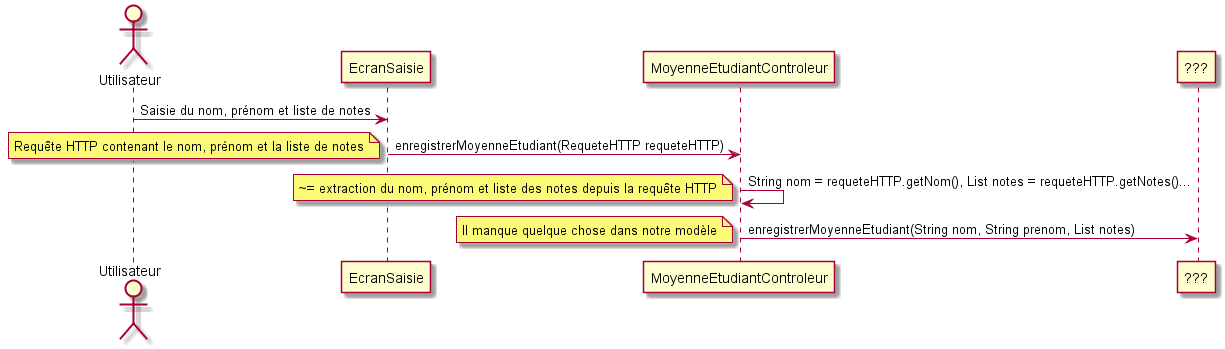 Utilisateur
EcranSaisie
MoyenneEtudiantControleur
???
Saisie du nom, prénom et liste de notes
Requête HTTP contenant le nom, prénom et la liste de notes
enregistrerMoyenneEtudiant(RequeteHTTP requeteHTTP)
~= extraction du nom, prénom et liste des notes depuis la requête HTTP
String nom = requeteHTTP.getNom(), List notes = requeteHTTP.getNotes()...
Il manque quelque chose dans notre modèle
enregistrerMoyenneEtudiant(String nom, String prenom, List notes)
Utilisateur
EcranSaisie
MoyenneEtudiantControleur
???